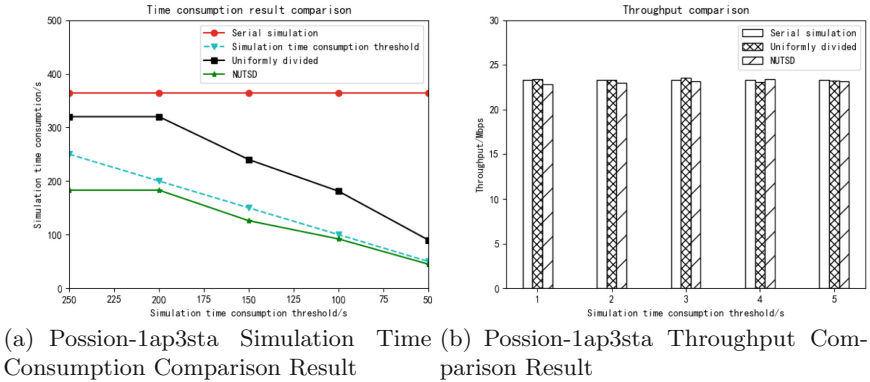 Time consumption result comparison
500
400
300
200
100
0
Simulation time consumption/s
Serial simulation
Simulation time consumption threshold
Uniformly divided
NUTSD
250 225 200 175 150 125 100 75 50
Simulation time consumption threshold/s
Throughput comparison
30
25
20
15
10
5
0
Throughput/Mbps
Serial simulation
Uniformly divided
NUTSD
1 2 3 4 5
Simulation time consumption threshold/s
(a) Possion-1ap3sta Simulation Time
Consumption Comparison Result
(b) Possion-1ap3sta Throughput Com-
parison Result